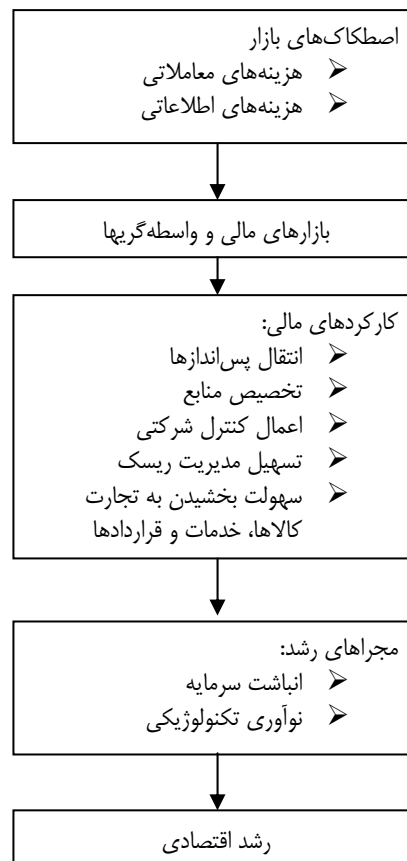 اصطکاک‌های بازار
➢ هزینه‌های معاملاتی
➢ هزینه‌های اطلاعاتی
بازارهای مالی و واسطه‌گریها
کارکردهای مالی:
➢ انتقال پس‌اندازها
➢ تخصیص منابع
➢ اعمال کنترل شرکتی
➢ تسهیل مدیریت ریسک
➢ سهولت بخشیدن به تجارت
کالاها، خدمات و قراردادها
مجراهای رشد:
➢ انباشت سرمایه
➢ نوآوری تکنولوژیکی
رشد اقتصادی